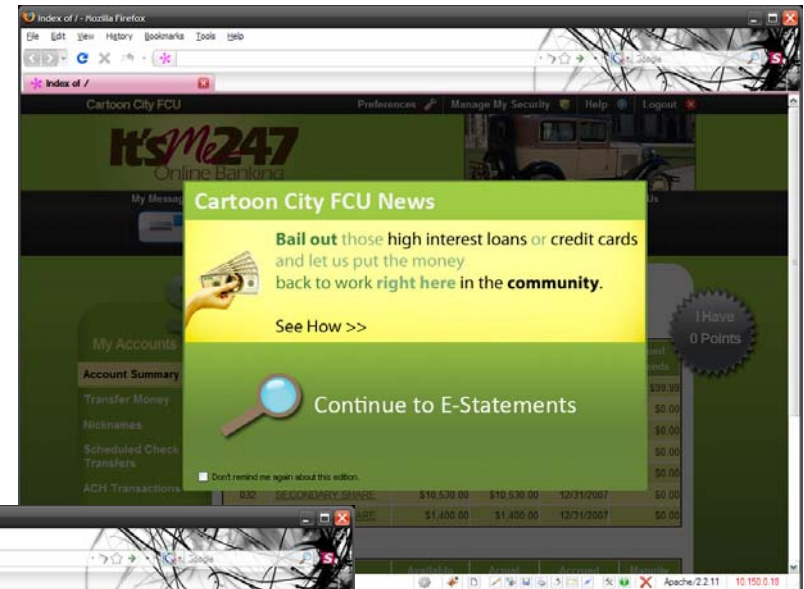 Index of / - Mozilla Firefox
File Edit View History Bookmarks Tools Help
Google
Index of /
Cartoon City FCU Preferences Manage My Security Help Logout
It'sMe247
Online Banking
My Messag
Us
Cartoon City FCU News
Bail out those high interest loans or credit cards
and let us put the money
back to work right here in the community.
See How >>
I Have
0 Points
My Accounts
Account Summary
Transfer Money
Nicknames
Scheduled Check
Transfers
ACH Transactions
Continue to E-Statements
Don't remind me again about this edition.
$99.99
$0.00
$0.00
$0.00
$0.00
032 SECONDARY SHARE $10,530.00 $10,530.00 12/31/2007 $0.00
$1,400.00 $1,400.00 12/31/2007 $0.00
Available Actual Accrued Maturity
Apache/2.2.11 10.150.0.18
Google